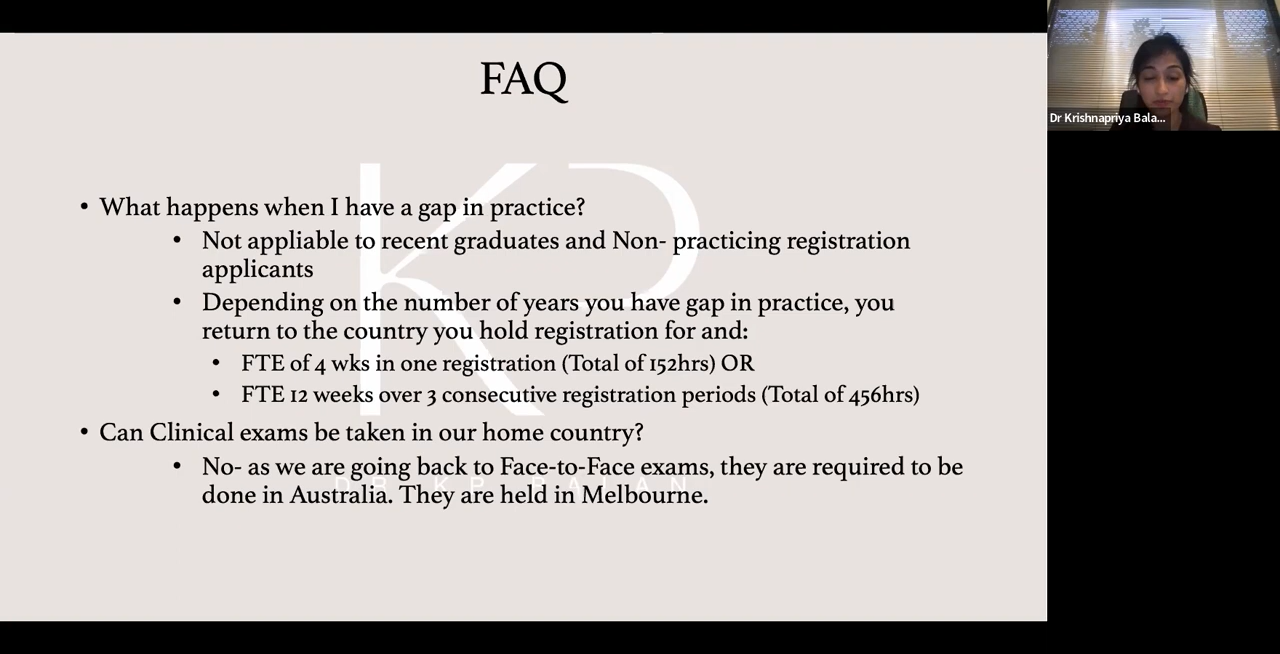 FAQ
• What happens when I have a gap in practice?
• Not appliable to recent graduates and Non- practicing registration
applicants
• Depending on the number of years you have gap in practice, you
return to the country you hold registration for and:
• FTE of 4 wks in one registration (Total of 152hrs) OR
• FTE 12 weeks over 3 consecutive registration periods (Total of 456hrs)
• Can Clinical exams be taken in our home country?
• No- as we are going back to Face-to-Face exams, they are required to be
done in Australia. They are held in Melbourne.
KP
DR KP BALAN
Dr Krishnapriya Bala...